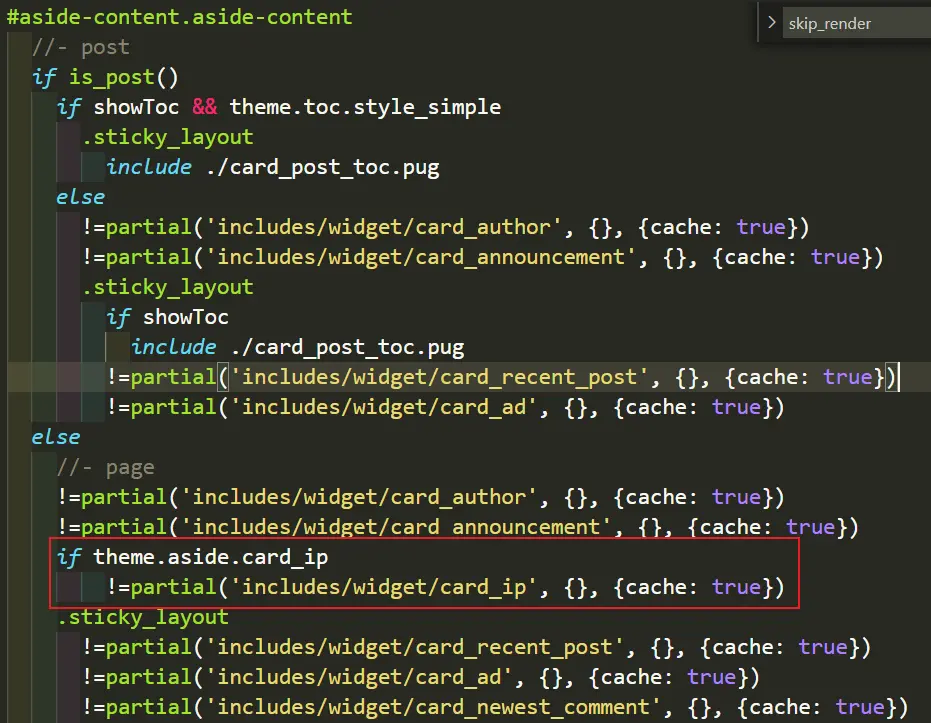 #aside-content.aside-content
skip_render
//- post
if is_post()
if showToc && theme.toc.style_simple
.sticky_layout
include ./card_post_toc.pug
else
!=partial('includes/widget/card_author', {}, {cache: true})
!=partial('includes/widget/card_announcement', {}, {cache: true})
.sticky_layout
if showToc
include ./card_post_toc.pug
!=partial('includes/widget/card_recent_post', {}, {cache: true})
!=partial('includes/widget/card_ad', {}, {cache: true})
else
//- page
!=partial('includes/widget/card_author', {}, {cache: true})
!=partial('includes/widget/card_announcement', {}, {cache: true})
if theme.aside.card_ip
!=partial('includes/widget/card_ip', {}, {cache: true})
.sticky_layout
!=partial('includes/widget/card_recent_post', {}, {cache: true})
!=partial('includes/widget/card_ad', {}, {cache: true})
!=partial('includes/widget/card_newest_comment', {}, {cache: true})